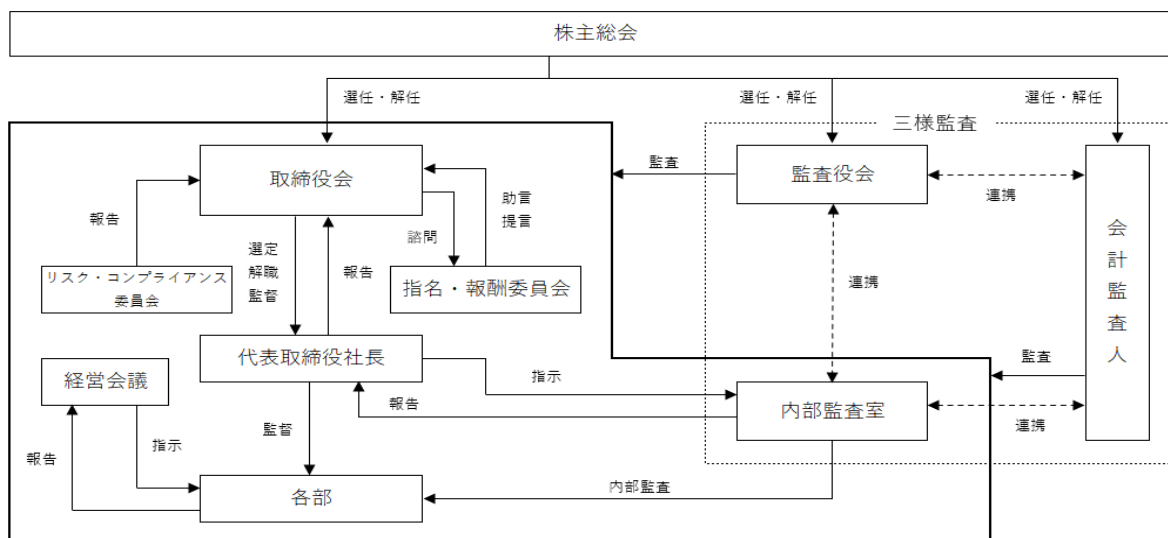 株主総会
選任・解任
選任・解任
選任・解任
三様監査
取締役会
監査
監査役会
連携
報告
助言
提言
諮問
選定
解職
監督
報告
リスク・コンプライアンス
委員会
指名・報酬委員会
連携
会計監査人
代表取締役社長
経営会議
指示
監査
報告
内部監査室
連携
監督
指示
報告
各部
内部監査